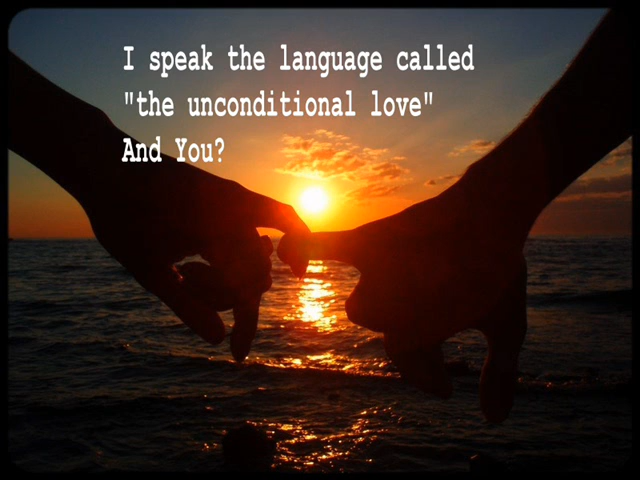 I speak the language called
"the unconditional love"
And You?